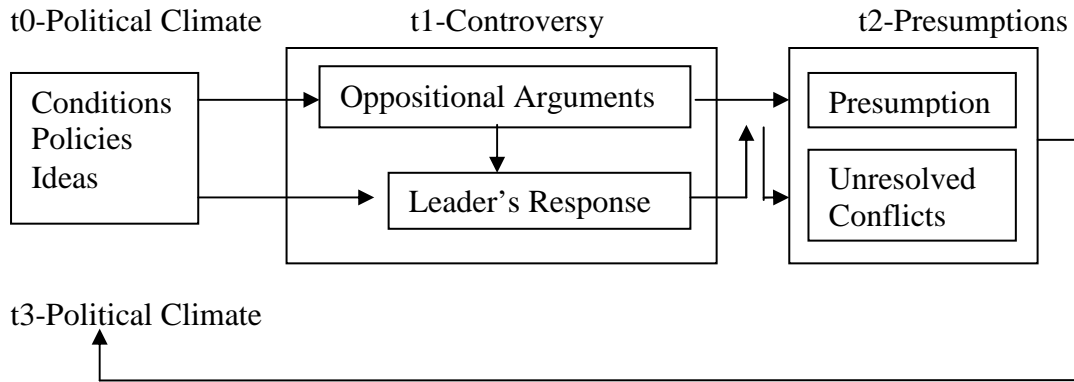 t0-Political Climate
t1-Controversy
t2-Presumptions
Conditions
Policies
Ideas
Oppositional Arguments
Leader’s Response
Presumption
Unresolved
Conflicts
t3-Political Climate